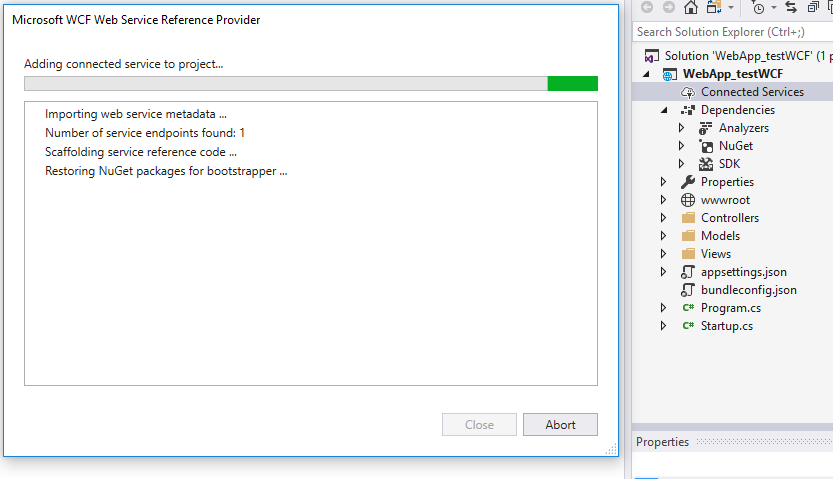 Microsoft WCF Web Service Reference Provider
Adding connected service to project...
Importing web service metadata ...
Number of service endpoints found: 1
Scaffolding service reference code ...
Restoring NuGet packages for bootstrapper ...
Close
Abort
Search Solution Explorer (Ctrl+;)
Solution 'WebApp_testWCF' (1 p
WebApp_testWCF
Connected Services
Dependencies
Analyzers
NuGet
SDK
Properties
wwwroot
Controllers
Models
Views
appsettings.json
bundleconfig.json
C# Program.cs
C# Startup.cs
Properties